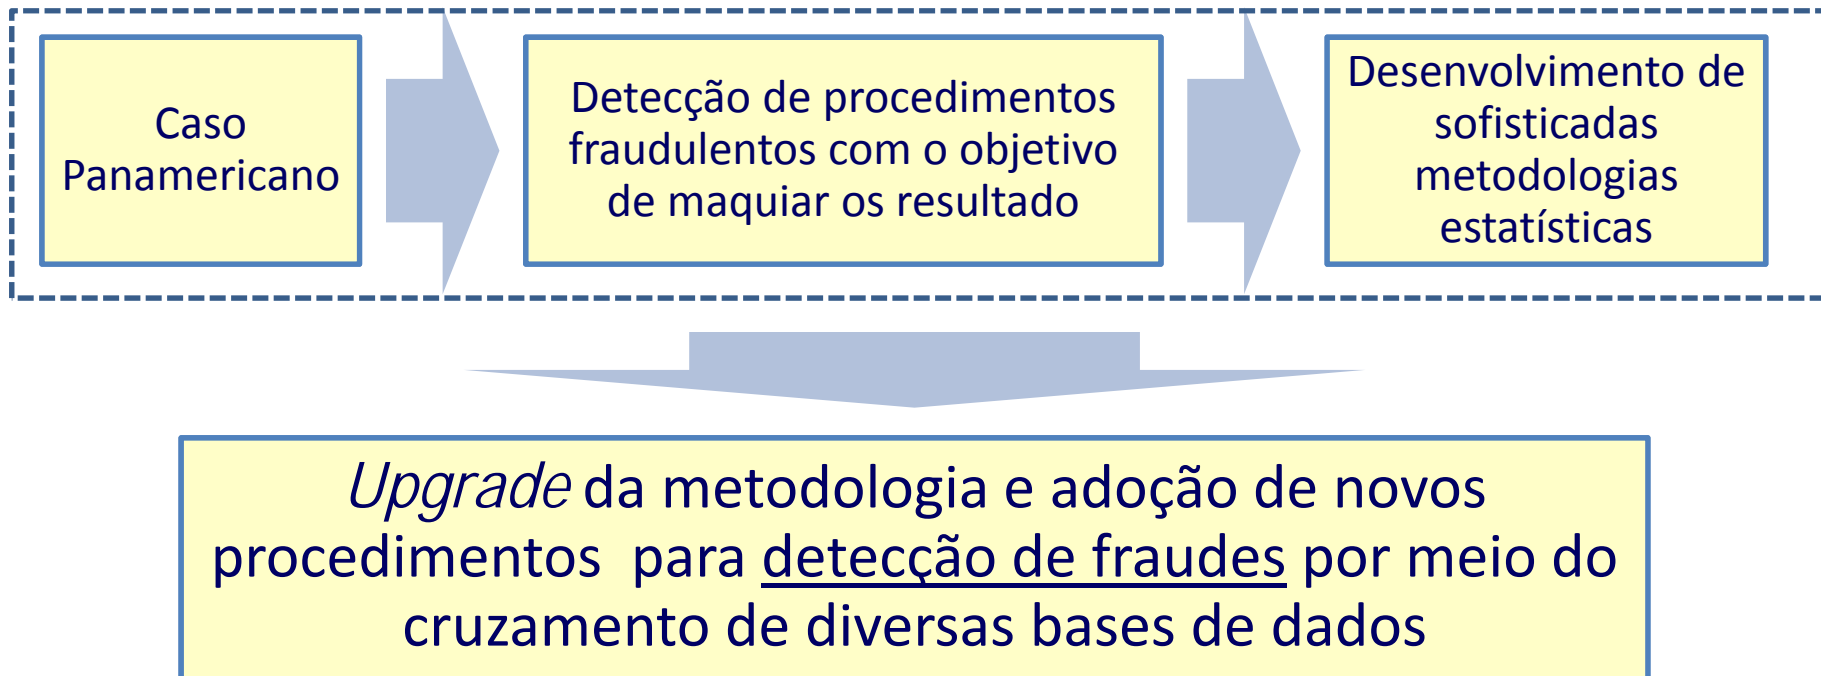 Caso
Panamericano
Detecção de procedimentos
fraudulentos com o objetivo
de maquiar os resultado
Desenvolvimento de
sofisticadas
metodologias
estatísticas
Upgrade da metodologia e adoção de novos
procedimentos para detecção de fraudes por meio do
cruzamento de diversas bases de dados